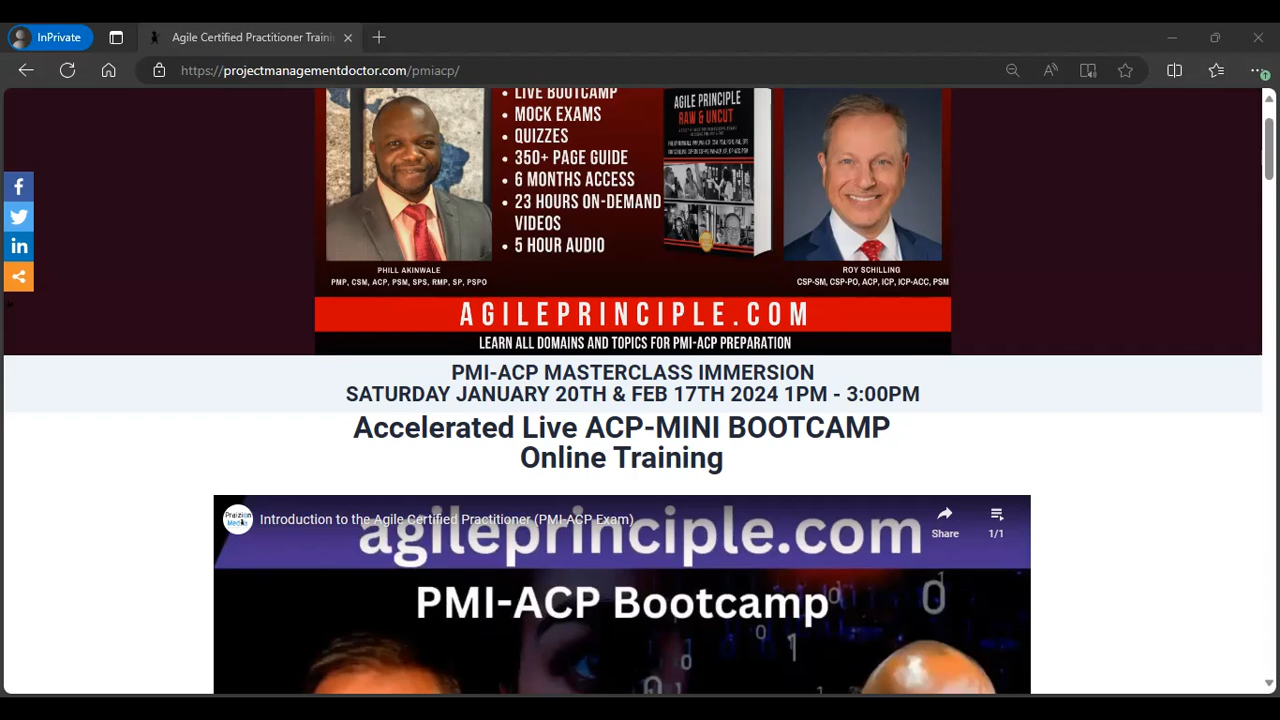 InPrivate
Agile Certified Practitioner Traini
https://projectmanagementdoctor.com/pmiacp/
LIVE BOOTCAMP
MOCK EXAMS
QUIZZES
350+ PAGE GUIDE
6 MONTHS ACCESS
23 HOURS ON-DEMAND
VIDEOS
5 HOUR AUDIO
AGILE PRINCIPLE
RAW & UNCUT
PHILL AKINWALE
PMP, CSM, ACP, PSM, SPS, RMP, SP, PSPO
ROY SCHILLING
CSP-SM, CSP-PO, ACP, ICP, ICP-ACC, PSM
AGILEPRINCIPLE.COM
LEARN ALL DOMAINS AND TOPICS FOR PMI-ACP PREPARATION
PMI-ACP MASTERCLASS IMMERSION
SATURDAY JANUARY 20TH & FEB 17TH 2024 1PM - 3:00PM
Accelerated Live ACP-MINI BOOTCAMP
Online Training
Praizion
Media
Introduction to the Agile Certified Practitioner (PMI-ACP Exam)
Share
1/1
agileprinciple.com
PMI-ACP Bootcamp